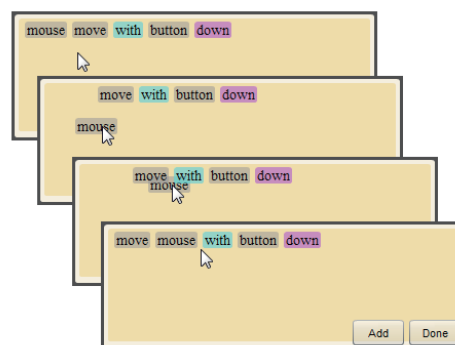 mouse move with button down
move with button down
mouse
move with button down
mouse
move mouse with button down
Add Done